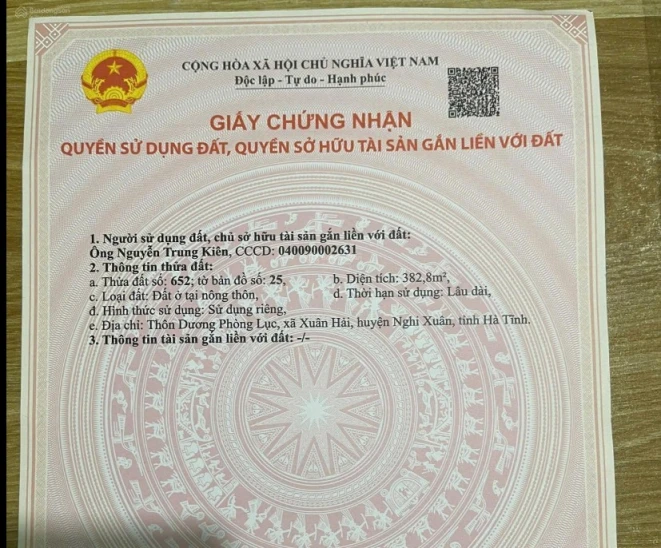 CỘNG HÒA XÃ HỘI CHỦ NGHĨA VIỆT NAM
Độc lập - Tự do - Hạnh phúc
GIẤY CHỨNG NHẬN
QUYỀN SỬ DỤNG ĐẤT, QUYỀN SỞ HỮU TÀI SẢN GẮN LIỀN VỚI ĐẤT
1. Người sử dụng đất, chủ sở hữu tài sản gắn liền với đất:
Ông Nguyễn Trung Kiên, CCCD: 040090002631
2. Thông tin thửa đất:
a. Thửa đất số: 652; tờ bản đồ số: 25, b. Diện tích: 382,8m²,
c. Loại đất: Đất ở tại nông thôn, d. Thời hạn sử dụng: Lâu dài,
đ. Hình thức sử dụng: Sử dụng riêng,
e. Địa chỉ: Thôn Dương Phòng Lục, xã Xuân Hải, huyện Nghi Xuân, tỉnh Hà Tĩnh.
3. Thông tin tài sản gắn liền với đất: -/-